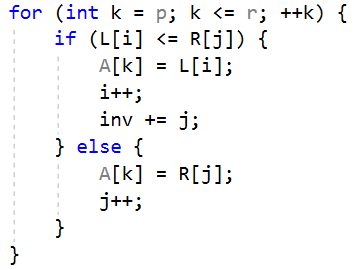 for (int k = p; k <= r; ++k) {
    if (L[i] <= R[j]) {
        A[k] = L[i];
        i++;
        inv += j;
    } else {
        A[k] = R[j];
        j++;
    }
}